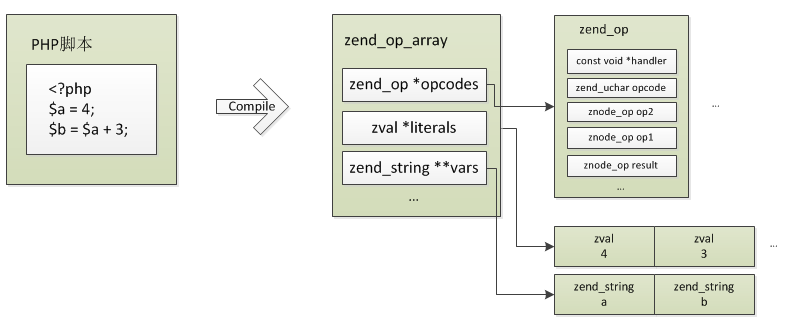 PHP脚本
<?php
$a = 4;
$b = $a + 3;
Compile
zend_op_array
zend_op *opcodes
zval *literals
zend_string **vars
...
zend_op
const void *handler
zend_uchar opcode
znode_op op2
znode_op op1
znode_op result
...
...
zval
4
zval
3
...
zend_string
a
zend_string
b